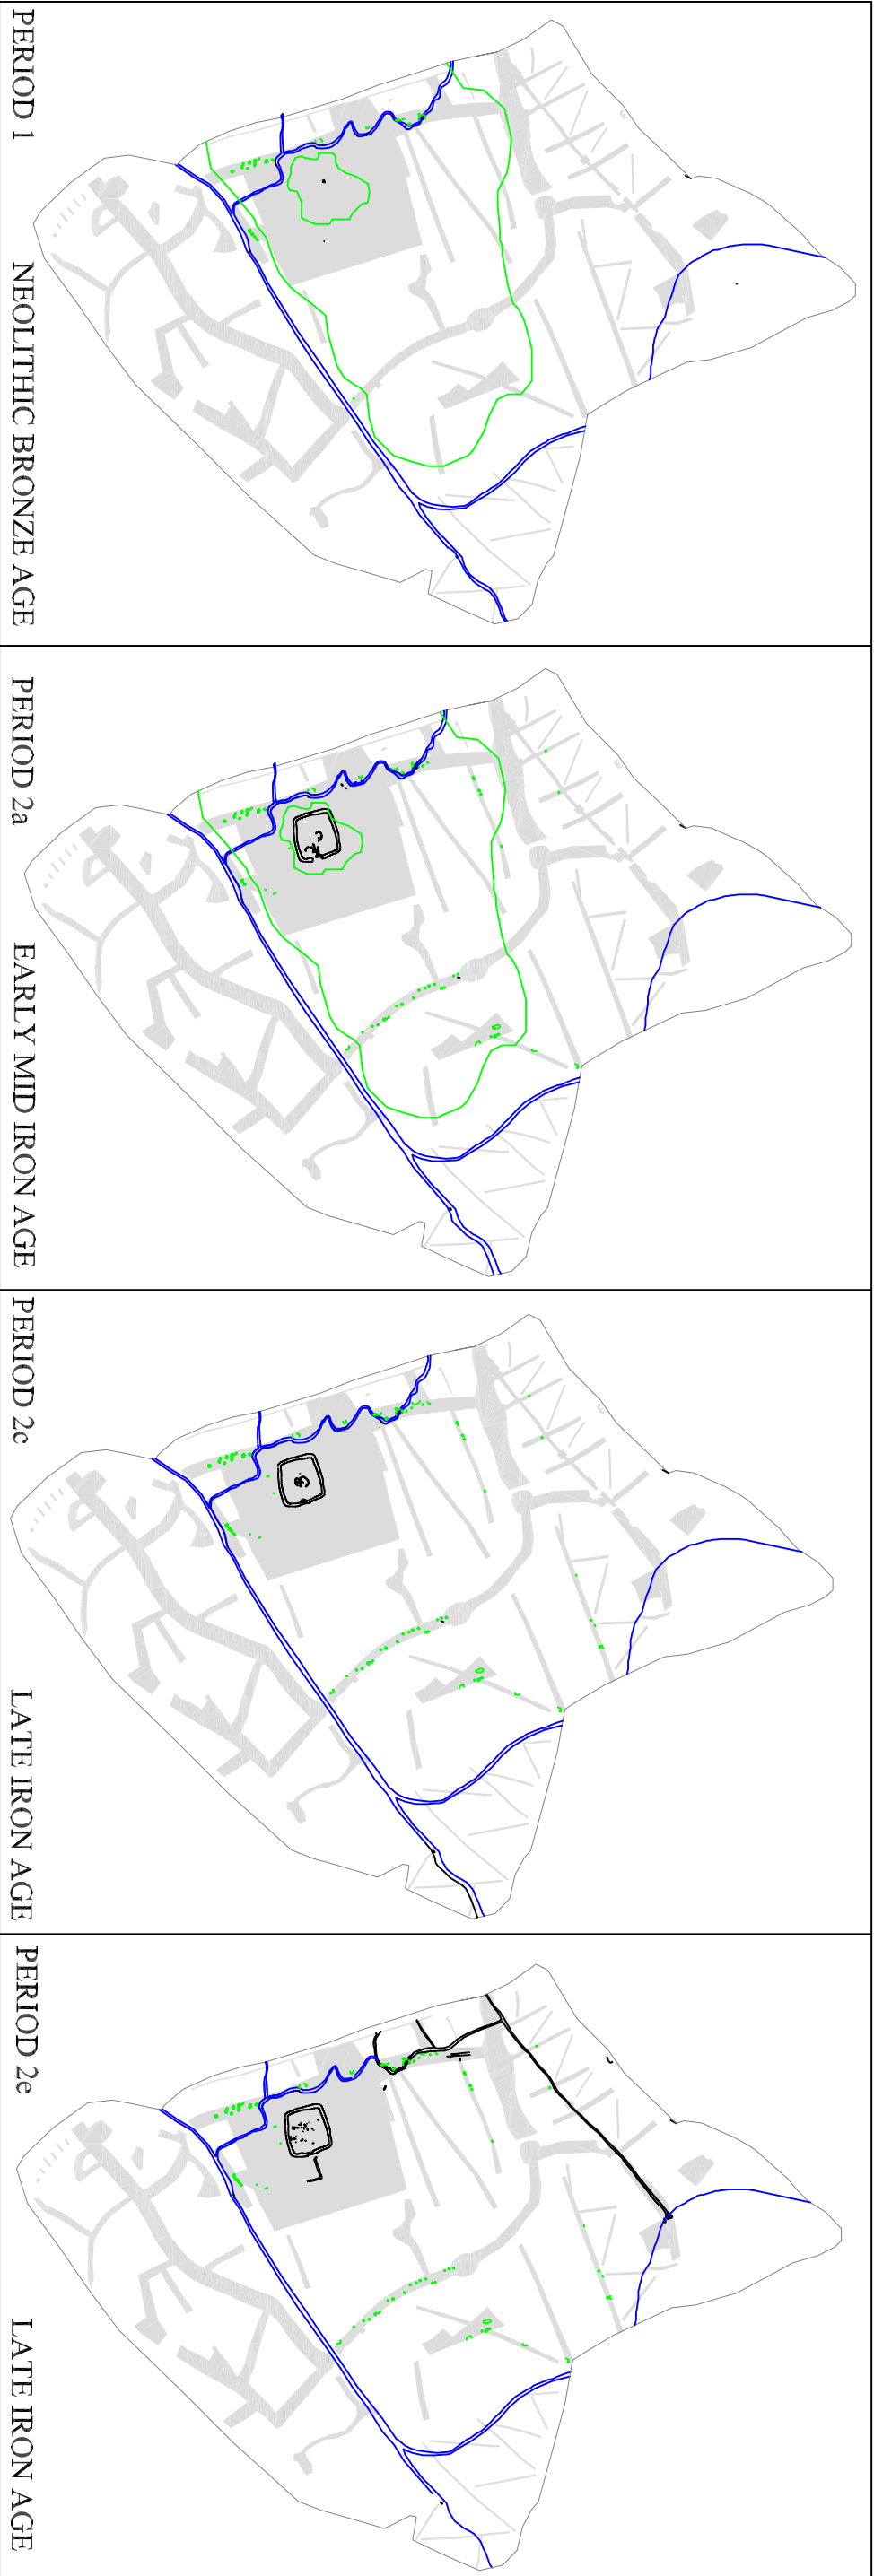 PERIOD 1
NEOLITHIC BRONZE AGE
PERIOD 2a
EARLY MID IRON AGE
PERIOD 2c
LATE IRON AGE
PERIOD 2e
LATE IRON AGE